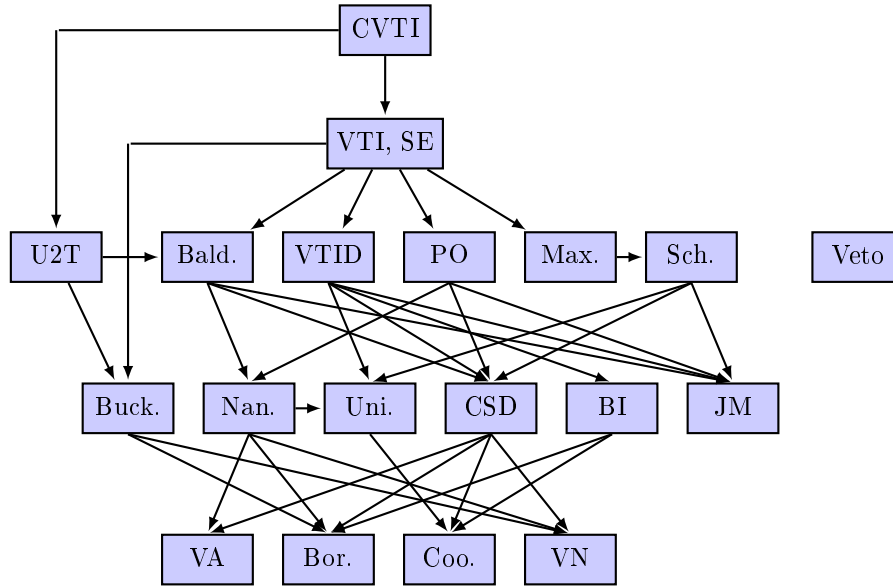 CVTI
VTI, SE
U2T
Bald.
VTID
PO
Max.
Sch.
Veto
Buck.
Nan.
Uni.
CSD
BI
JM
VA
Bor.
Coo.
VN